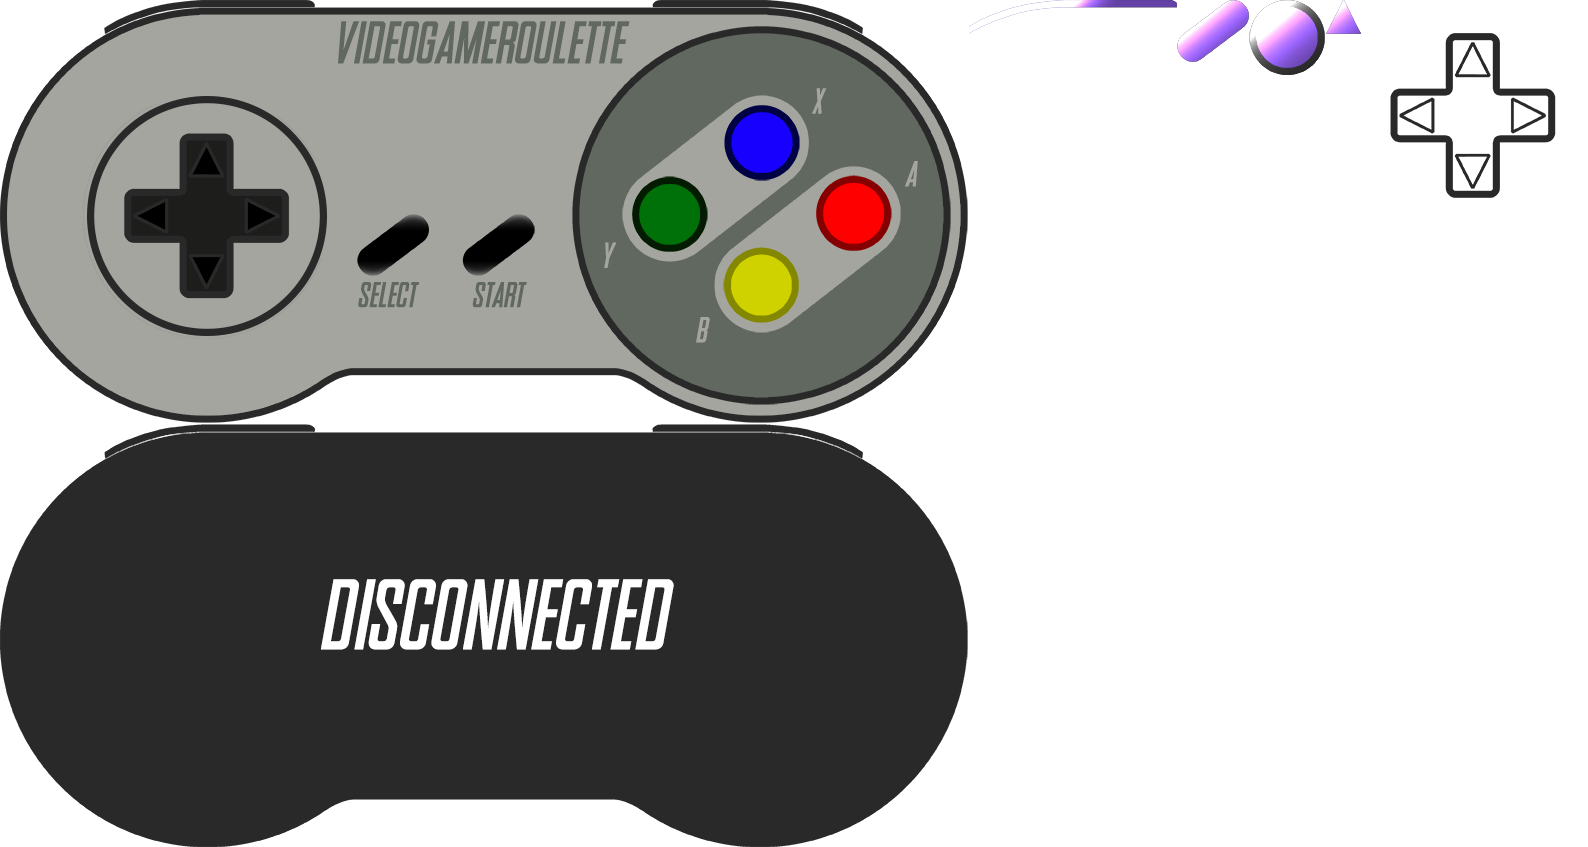 VIDEOGAMEROULETTE
X
A
Y
B
SELECT
START
DISCONNECTED